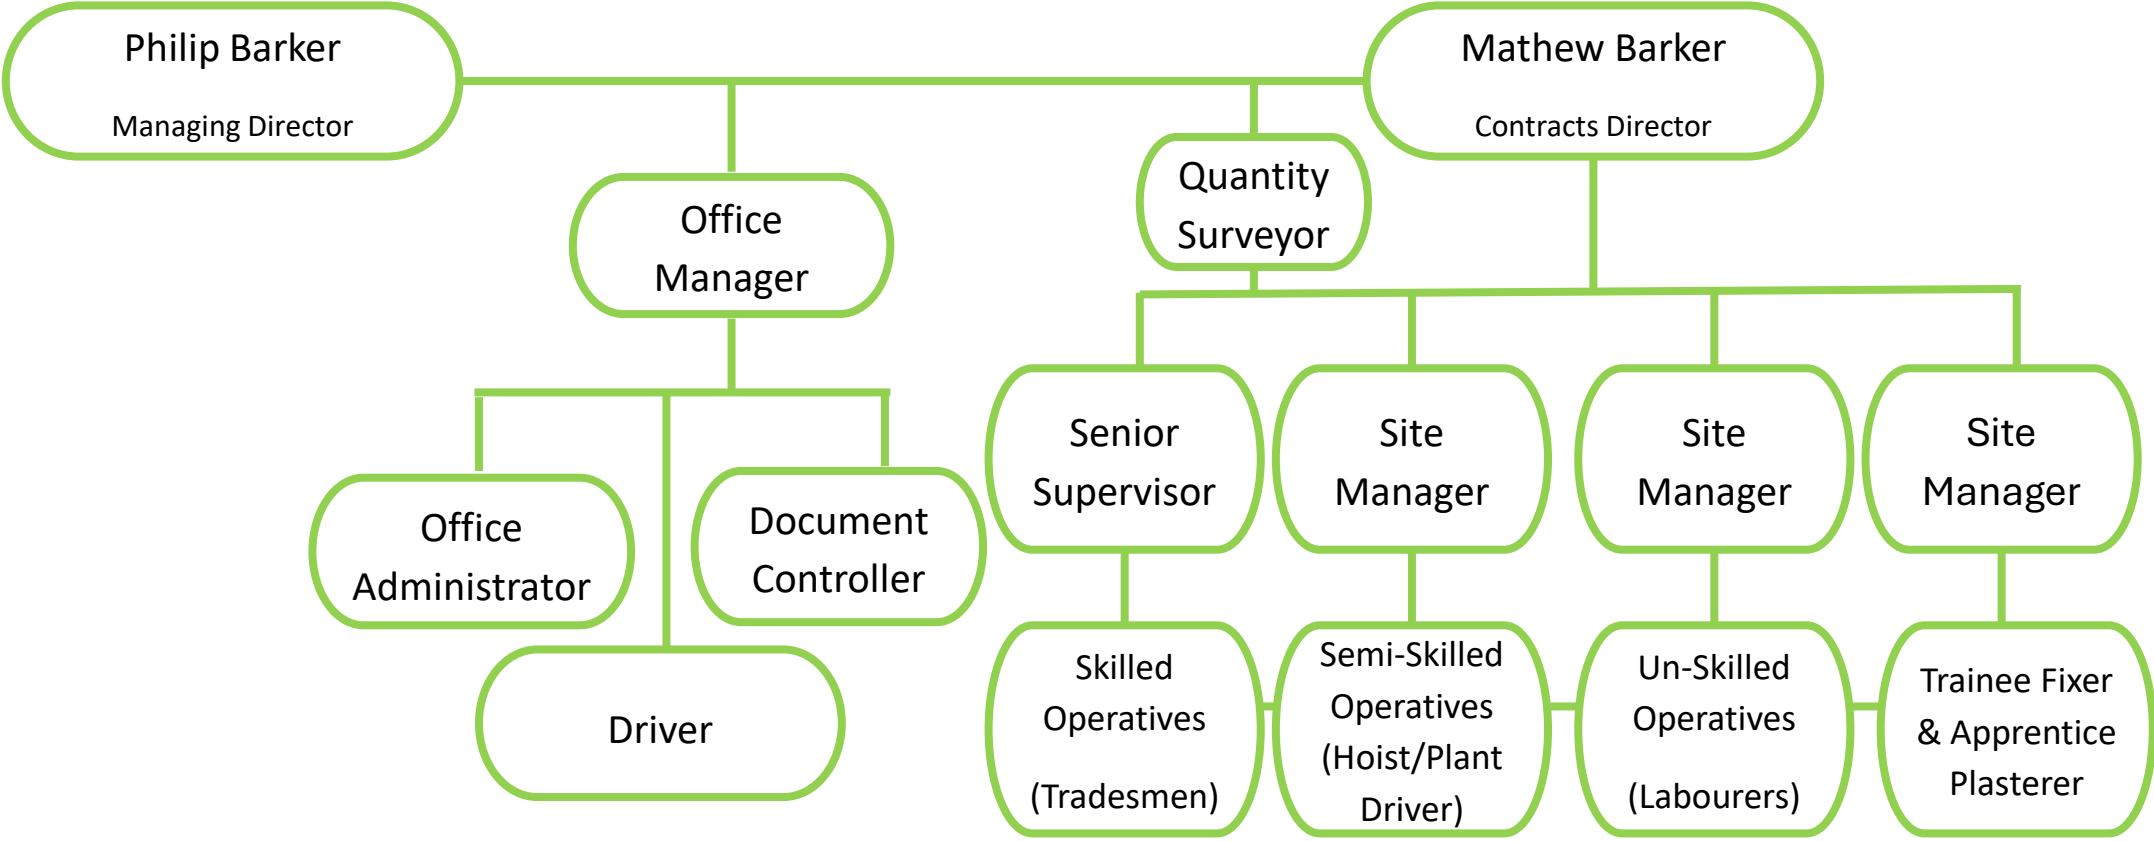 Philip Barker
Managing Director
Mathew Barker
Contracts Director
Quantity
Surveyor
Office
Manager
Senior
Supervisor
Site
Manager
Site
Manager
Site
Manager
Office
Administrator
Document
Controller
Driver
Skilled
Operatives
(Tradesmen)
Semi-Skilled
Operatives
(Hoist/Plant
Driver)
Un-Skilled
Operatives
(Labourers)
Trainee Fixer
& Apprentice
Plasterer